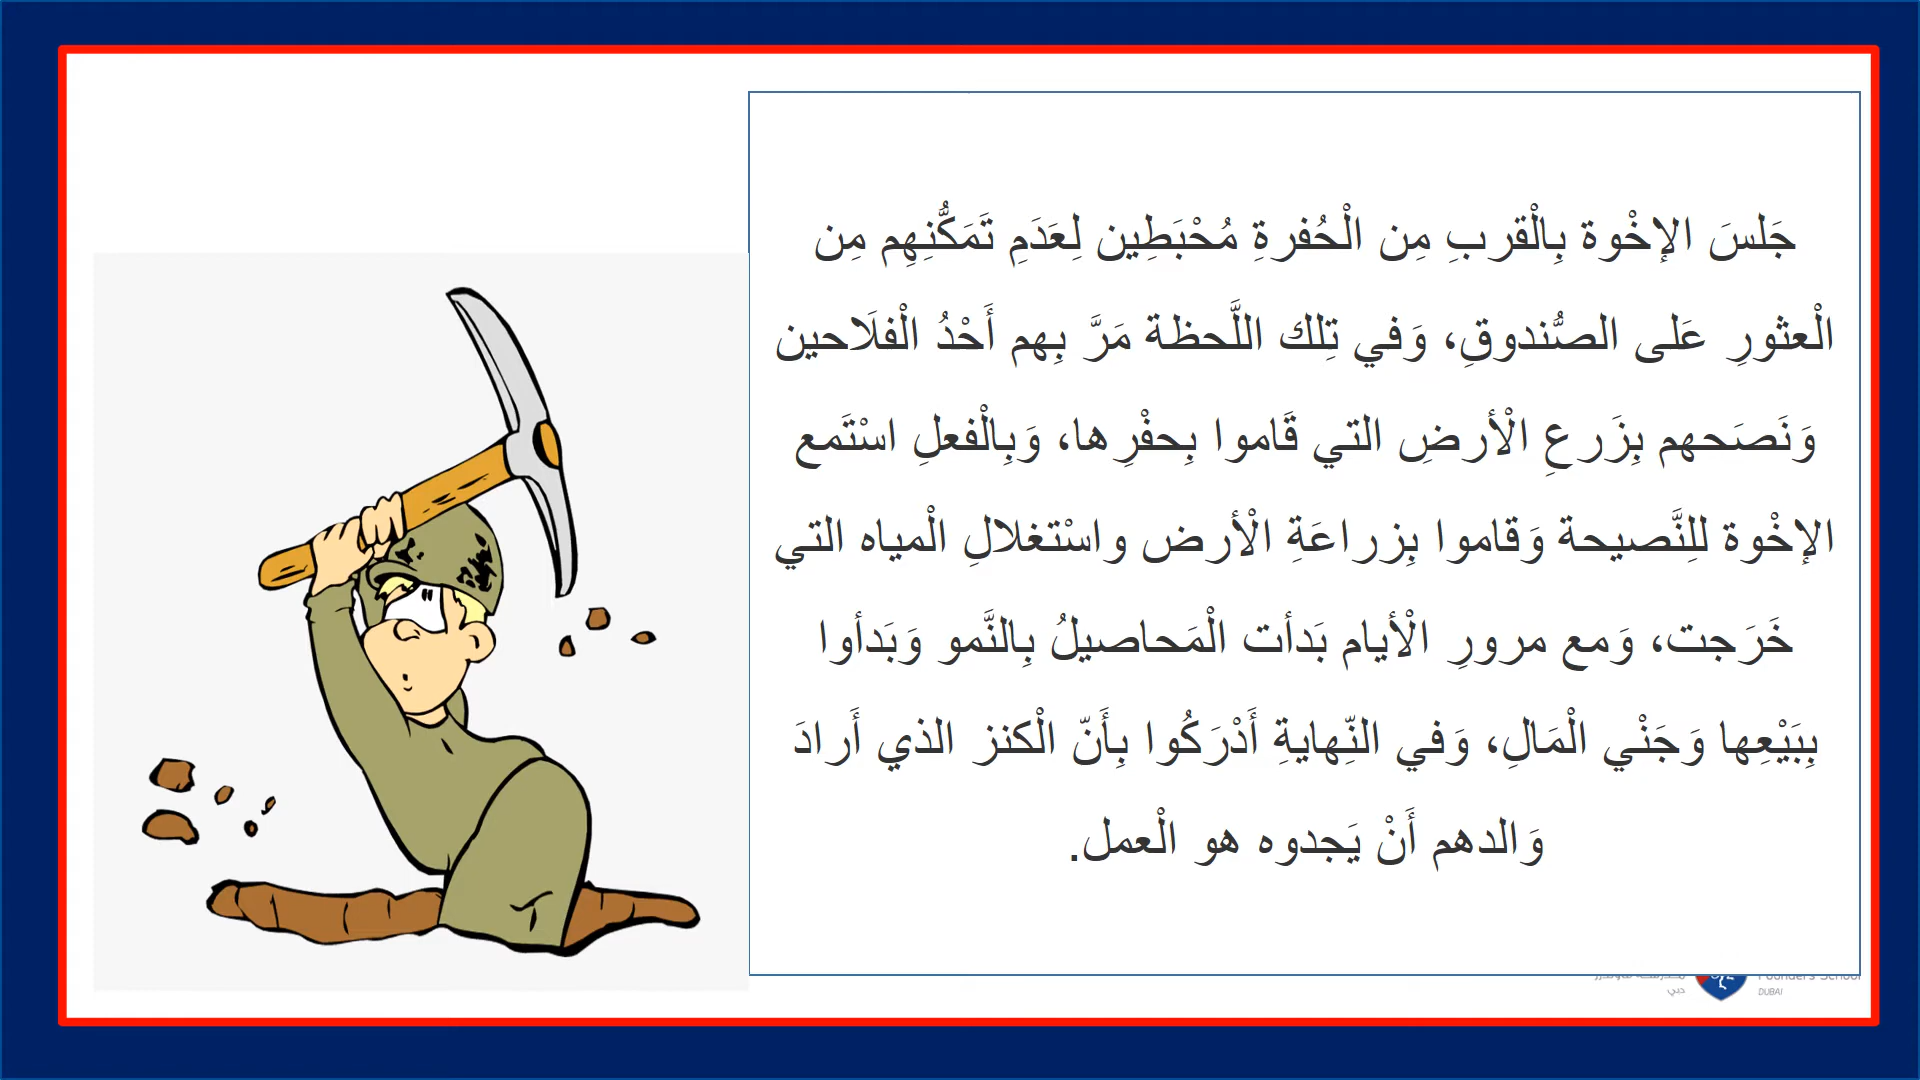 جَلسَ الإخْوة بِالْقربِ مِن الْحُفرةِ مُحْبَطِين لِعَدَمِ تَمَكُّنِهِم مِن
الْعثورِ عَلى الصُّندوقِ، وَفي تِلك اللَّحظة مَرَّ بِهم أَحْدُ الْفلَاحين
وَنَصَحهم بِزَرعِ الْأرضِ التي قَاموا بِحفْرِها، وَبِالْفعلِ اسْتَمع
الإخْوة للِنَّصيحة وَقاموا بِزراعَةِ الْأرض واسْتغلالِ الْمياه التي
خَرَجت، وَمع مرورِ الْأيام بَدأت الْمَحاصيلُ بِالنَّمو وَبَدأوا
بِبَيْعِها وَجَنْي الْمَالِ، وَفي النِّهايةِ أَدْرَكُوا بِأَنّ الْكنز الذي أَرادَ
وَالدهم أَنْ يَجدوه هو الْعمل.
دبي
DUBAI